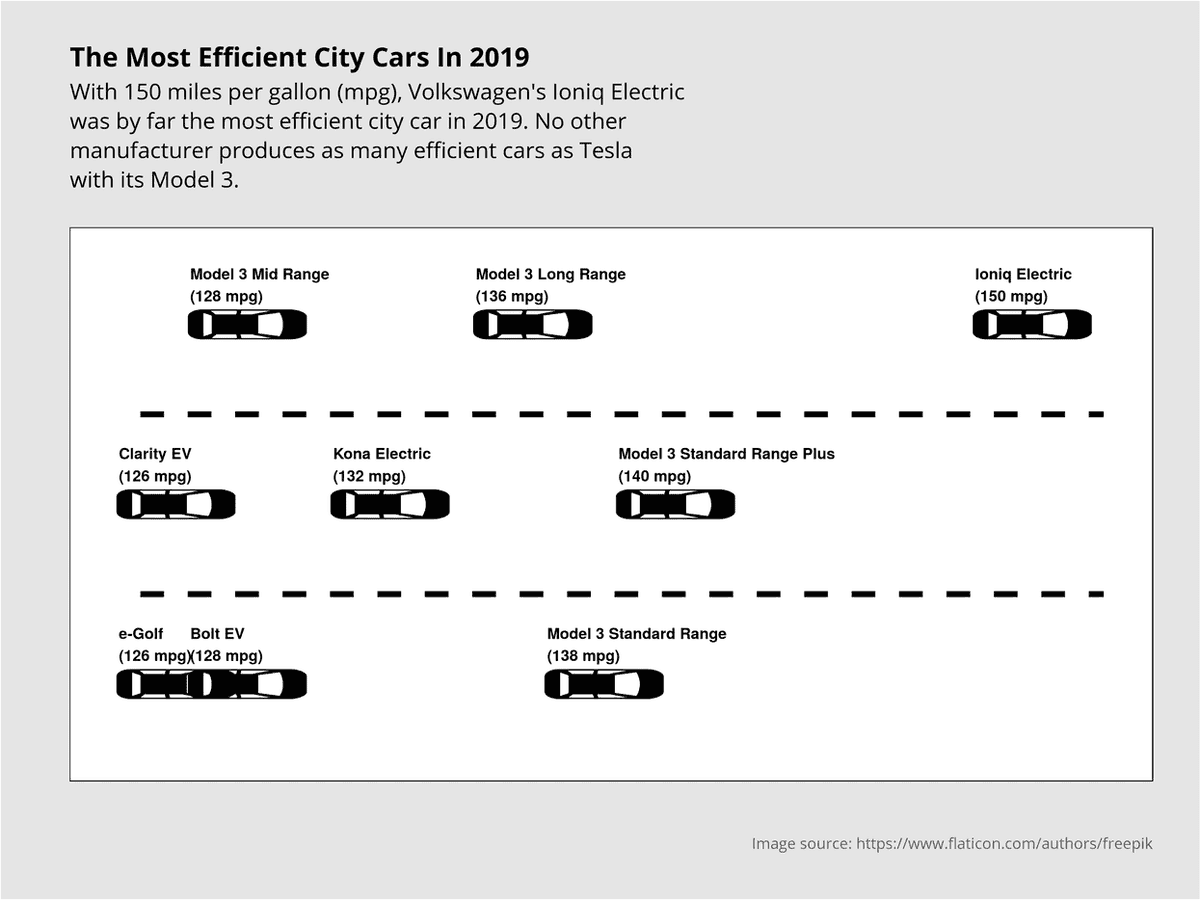 The Most Efficient City Cars In 2019
With 150 miles per gallon (mpg), Volkswagen's Ioniq Electric
was by far the most efficient city car in 2019. No other
manufacturer produces as many efficient cars as Tesla
with its Model 3.
Model 3 Mid Range
(128 mpg)
Model 3 Long Range
(136 mpg)
Ioniq Electric
(150 mpg)
Clarity EV
(126 mpg)
Kona Electric
(132 mpg)
Model 3 Standard Range Plus
(140 mpg)
e-Golf
(126 mpg)
Bolt EV
(128 mpg)
Model 3 Standard Range
(138 mpg)
Image source: https://www.flaticon.com/authors/freepik